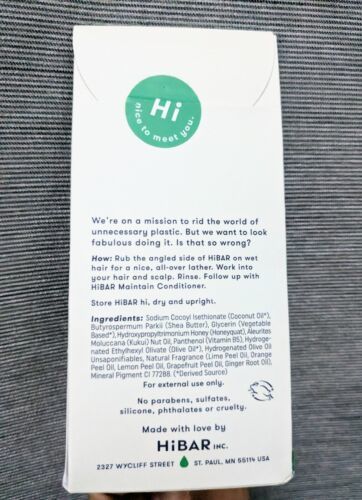 Hi
nice to meet you.
We're on a mission to rid the world of
unnecessary plastic. But we want to look
fabulous doing it. Is that so wrong?
How: Rub the angled side of HiBAR on wet
hair for a nice, all-over lather. Work into
your hair and scalp. Rinse. Follow up with
HiBAR Maintain Conditioner.
Store HiBAR hi, dry and upright.
Ingredients: Sodium Cocoyl Isethionate (Coconut Oil*),
Butyrospermum Parkii (Shea Butter), Glycerin (Vegetable
Based*), Hydroxypropyltrimonium Honey (Honeyquat), Aleurites
Moluccana (Kukui) Nut Oil, Panthenol (Vitamin B5), Hydroge-
nated Ethylhexyl Olivate (Olive Oil*), Hydrogenated Olive Oil
Unsaponifiables, Natural Fragrance (Lime Peel Oil, Orange
Peel Oil, Lemon Peel Oil, Grapefruit Peel Oil, Ginger Root Oil),
Mineral Pigment CI 77288. (*Derived Source)
For external use only.
No parabens, sulfates,
silicone, phthalates or cruelty.
Made with love by
HiBAR INC.
2327 WYCLIFF STREET ST. PAUL, MN 55114 USA